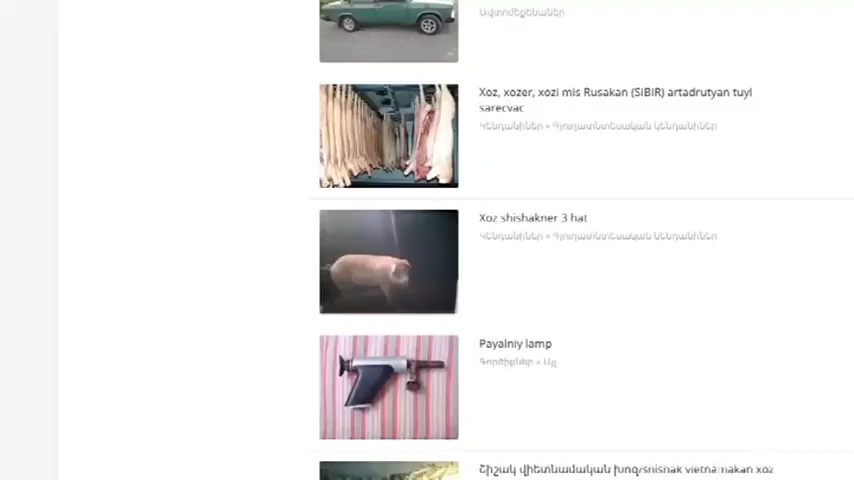 Ավտոմեքենաներ
Xoz, xozer, xozi mis Rusakan (SIBIR) artadrutyan tuyl
sarecvac
Կենդանիներ » Գյուղատնտեսական կենդանիներ
Xoz shishakner 3 hat
Կենդանիներ » Գյուղատնտեսական կենդանիներ
Payalniy lamp
Գործիքներ » Այլ
Շիշակ վիետնամական խոզ/shishak vietnamakan xoz